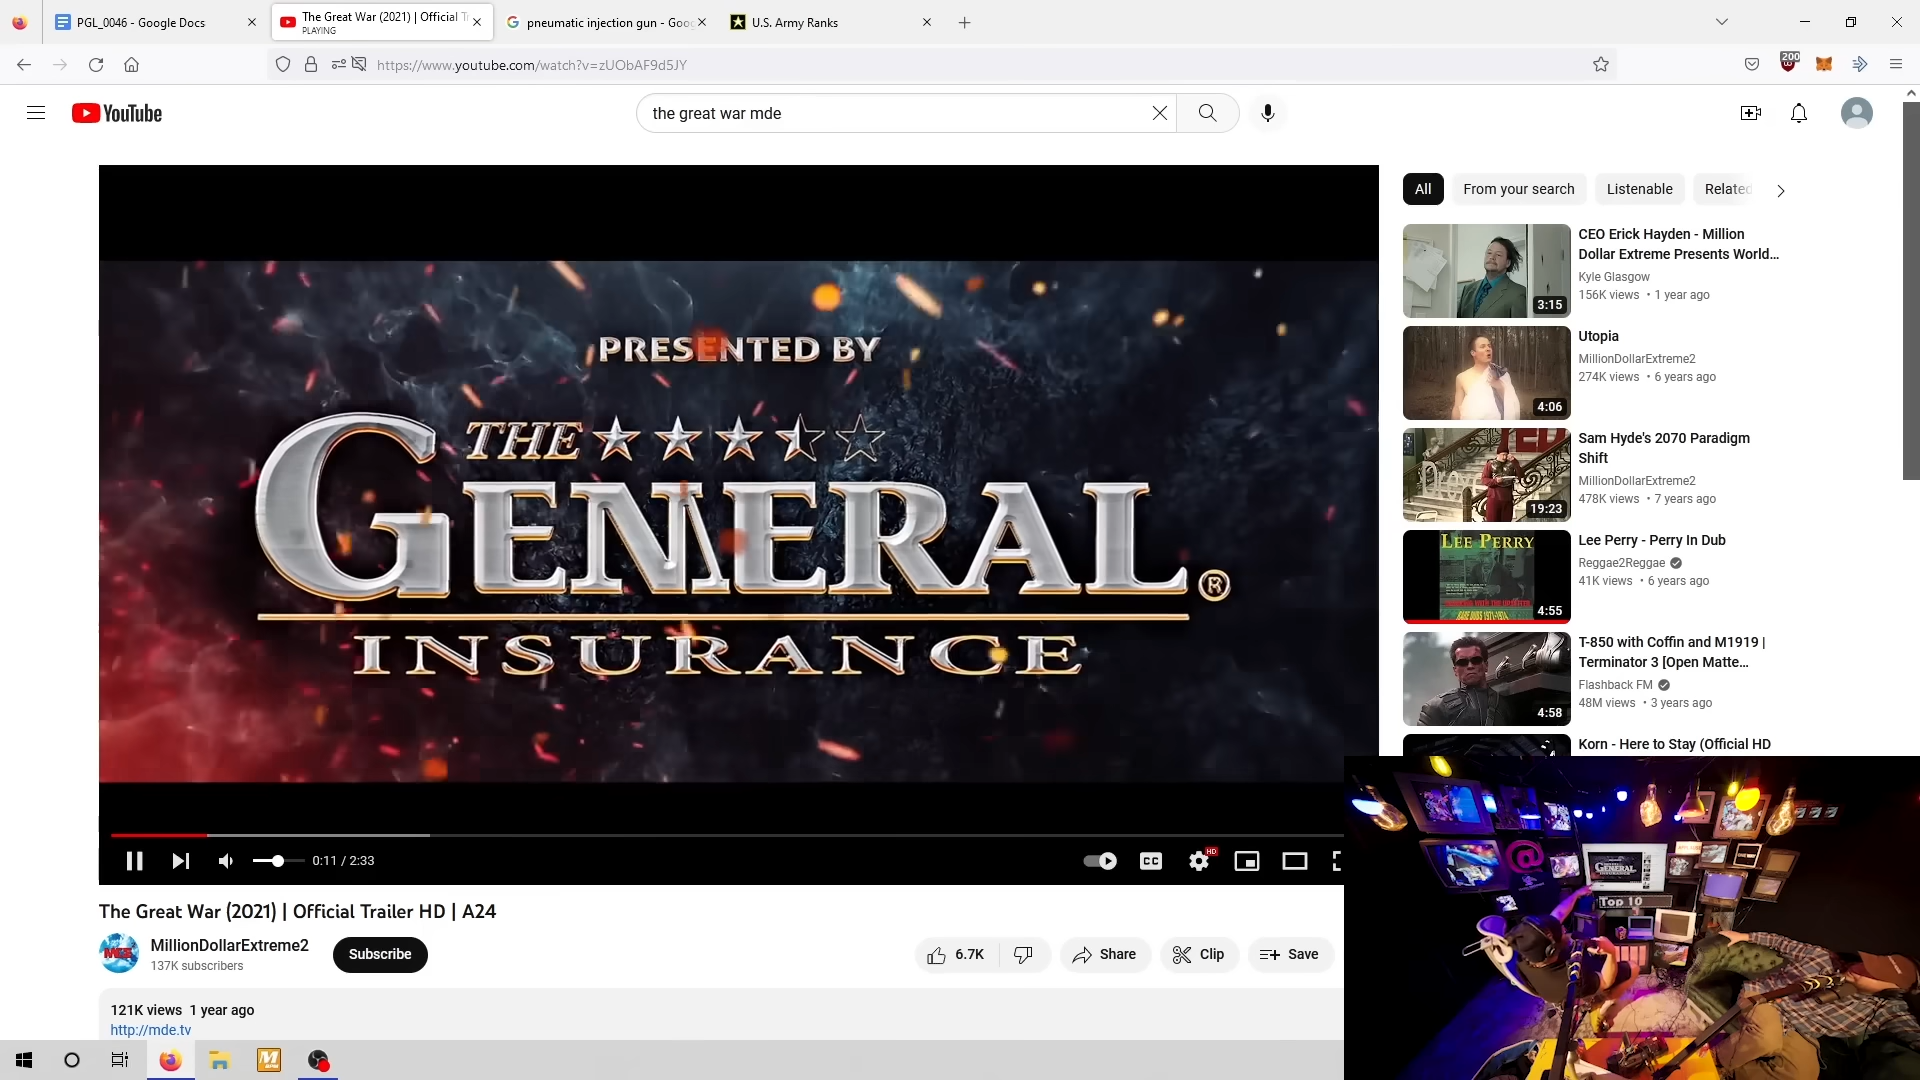 PGL_0046 - Google Docs
The Great War (2021) | Official T
PLAYING
pneumatic injection gun - Goog
U.S. Army Ranks
https://www.youtube.com/watch?v=zUObAF9d5JY
200
YouTube
the great war mde
PRESENTED BY
THE
GENERAL®
INSURANCE
0:11 / 2:33
CC
HD
The Great War (2021) | Official Trailer HD | A24
MDE
MillionDollarExtreme2
137K subscribers
Subscribe
6.7K
Share
Clip
Save
121K views 1 year ago
http://mde.tv
All
From your search
Listenable
Related
3:15
CEO Erick Hayden - Million
Dollar Extreme Presents World...
Kyle Glasgow
156K views • 1 year ago
4:06
Utopia
MillionDollarExtreme2
274K views • 6 years ago
19:23
Sam Hyde's 2070 Paradigm
Shift
MillionDollarExtreme2
478K views • 7 years ago
LEE PERRY
4:55
Lee Perry - Perry In Dub
Reggae2Reggae
41K views • 6 years ago
4:58
T-850 with Coffin and M1919 |
Terminator 3 [Open Matte...
Flashback FM
48M views • 3 years ago
Korn - Here to Stay (Official HD
@
GENERAL
Top 10